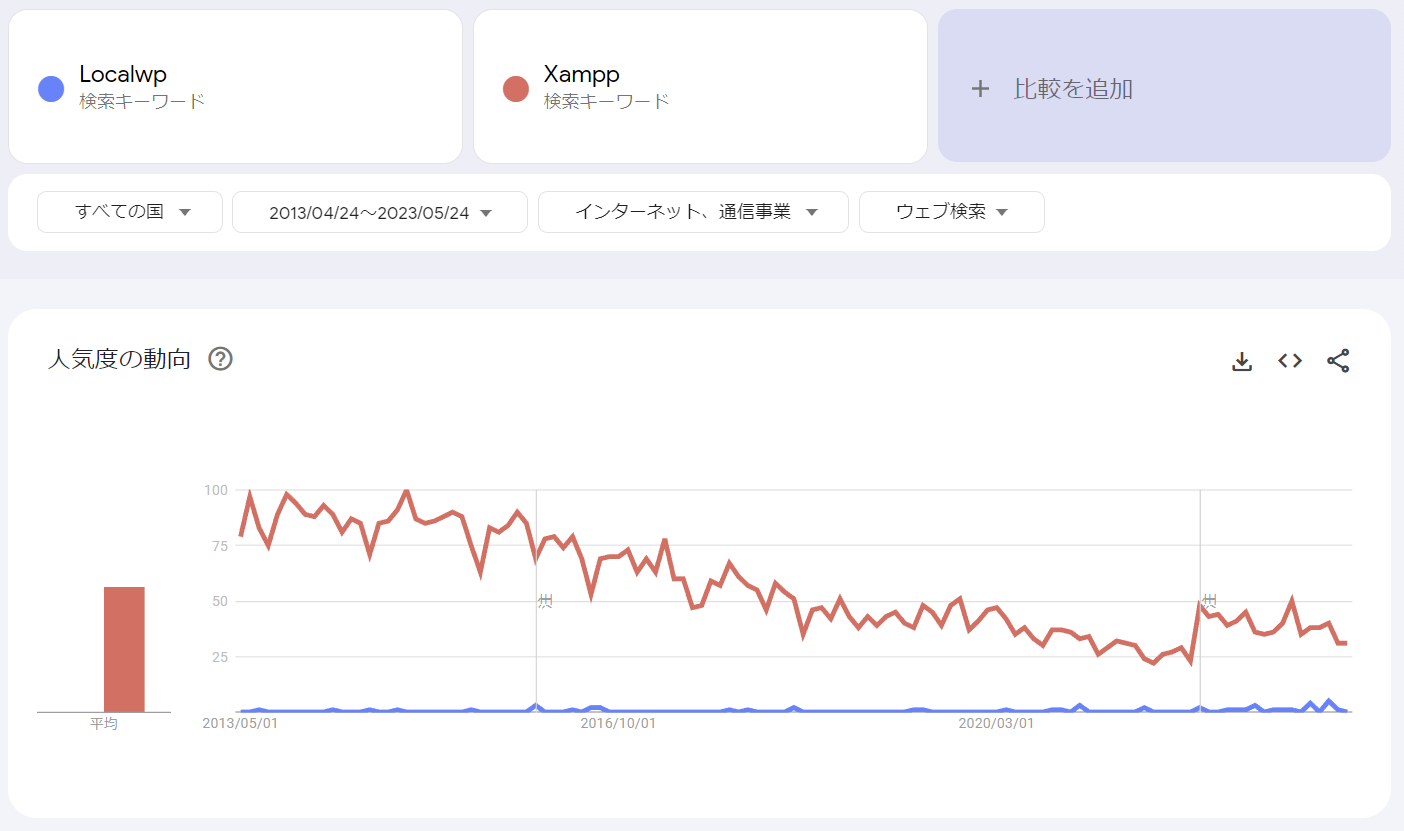 Localwp
検索キーワード
Xampp
検索キーワード
+ 比較を追加
すべての国
2013/04/24～2023/05/24
インターネット、通信事業
ウェブ検索
人気度の動向
100
75
50
25
注
注
平均
2013/05/01
2016/10/01
2020/03/01